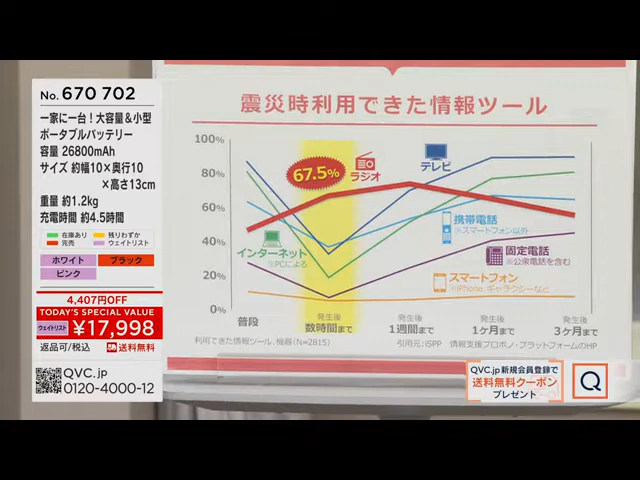 No. 670 702
一家に一台！大容量＆小型
ポータブルバッテリー
容量 26800mAh
サイズ 約幅10×奥行10
×高さ13cm
重量 約1.2kg
充電時間 約4.5時間
在庫あり 残りわずか
完売 ウェイトリスト
ホワイト ブラック
ピンク
4,407円OFF
TODAY'S SPECIAL VALUE
ウェイトリスト ¥17,998
返品可/税込 送料無料
QVC.jp
0120-4000-12
震災時利用できた情報ツール
100%
80%
60%
40%
20%
0%
67.5%
ラジオ
テレビ
携帯電話
※スマートフォン以外
インターネット
※PCによる
固定電話
※公衆電話を含む
スマートフォン
※iPhone、ギャラクシーなど
普段
発生後
数時間まで
発生後
1週間まで
発生後
1ヶ月まで
発生後
3ヶ月まで
利用できた情報ツール、機器（N=2815）
引用元：iSPP 情報支援プロボノ・プラットフォームのHP
QVC.jp新規会員登録で
送料無料クーポン
プレゼント
Q